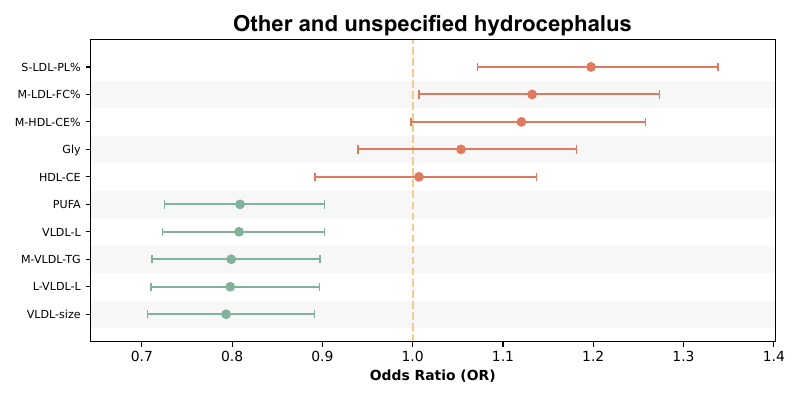 Other and unspecified hydrocephalus
S-LDL-PL%
M-LDL-FC%
M-HDL-CE%
Gly
HDL-CE
PUFA
VLDL-L
M-VLDL-TG
L-VLDL-L
VLDL-size
0.7 0.8 0.9 1.0 1.1 1.2 1.3 1.4
Odds Ratio (OR)